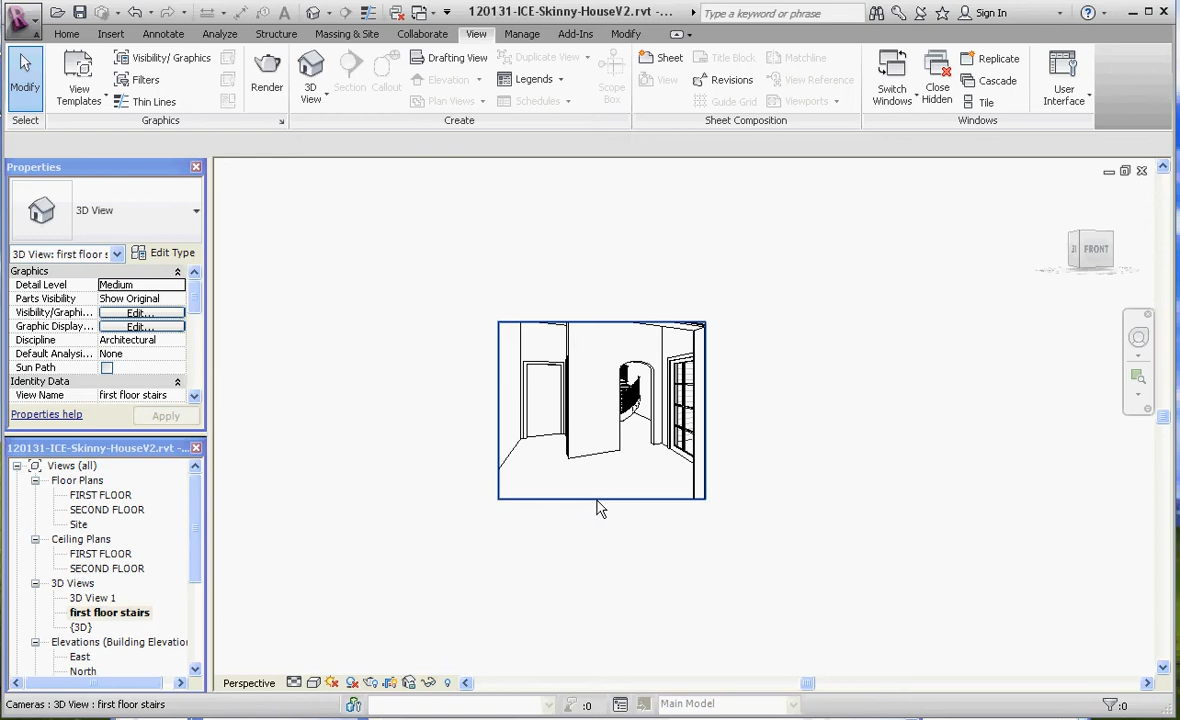 120131-ICE-Skinny-HouseV2.rvt -... Type a keyword or phrase Sign In
Home Insert Annotate Analyze Structure Massing & Site Collaborate View Manage Add-Ins Modify
Modify
Select
View Templates
Visibility/ Graphics
Filters
Thin Lines
Graphics
Render
3D View
Section
Callout
Drafting View
Elevation
Plan Views
Duplicate View
Legends
Schedules
Scope Box
Create
Sheet
View
Title Block
Revisions
Guide Grid
Matchline
View Reference
Viewports
Sheet Composition
Switch Windows
Close Hidden
Replicate
Cascade
Tile
User Interface
Windows
Properties
3D View
3D View: first floor s
Edit Type
Graphics
Detail Level Medium
Parts Visibility Show Original
Visibility/Graphi... Edit...
Graphic Display... Edit...
Discipline Architectural
Default Analysi... None
Sun Path
Identity Data
View Name first floor stairs
Properties help Apply
120131-ICE-Skinny-HouseV2.rvt -...
Views (all)
Floor Plans
FIRST FLOOR
SECOND FLOOR
Site
Ceiling Plans
FIRST FLOOR
SECOND FLOOR
3D Views
3D View 1
first floor stairs
{3D}
Elevations (Building Elevation
East
North
FRONT
Perspective
Cameras : 3D View : first floor stairs
:0
Main Model
:0